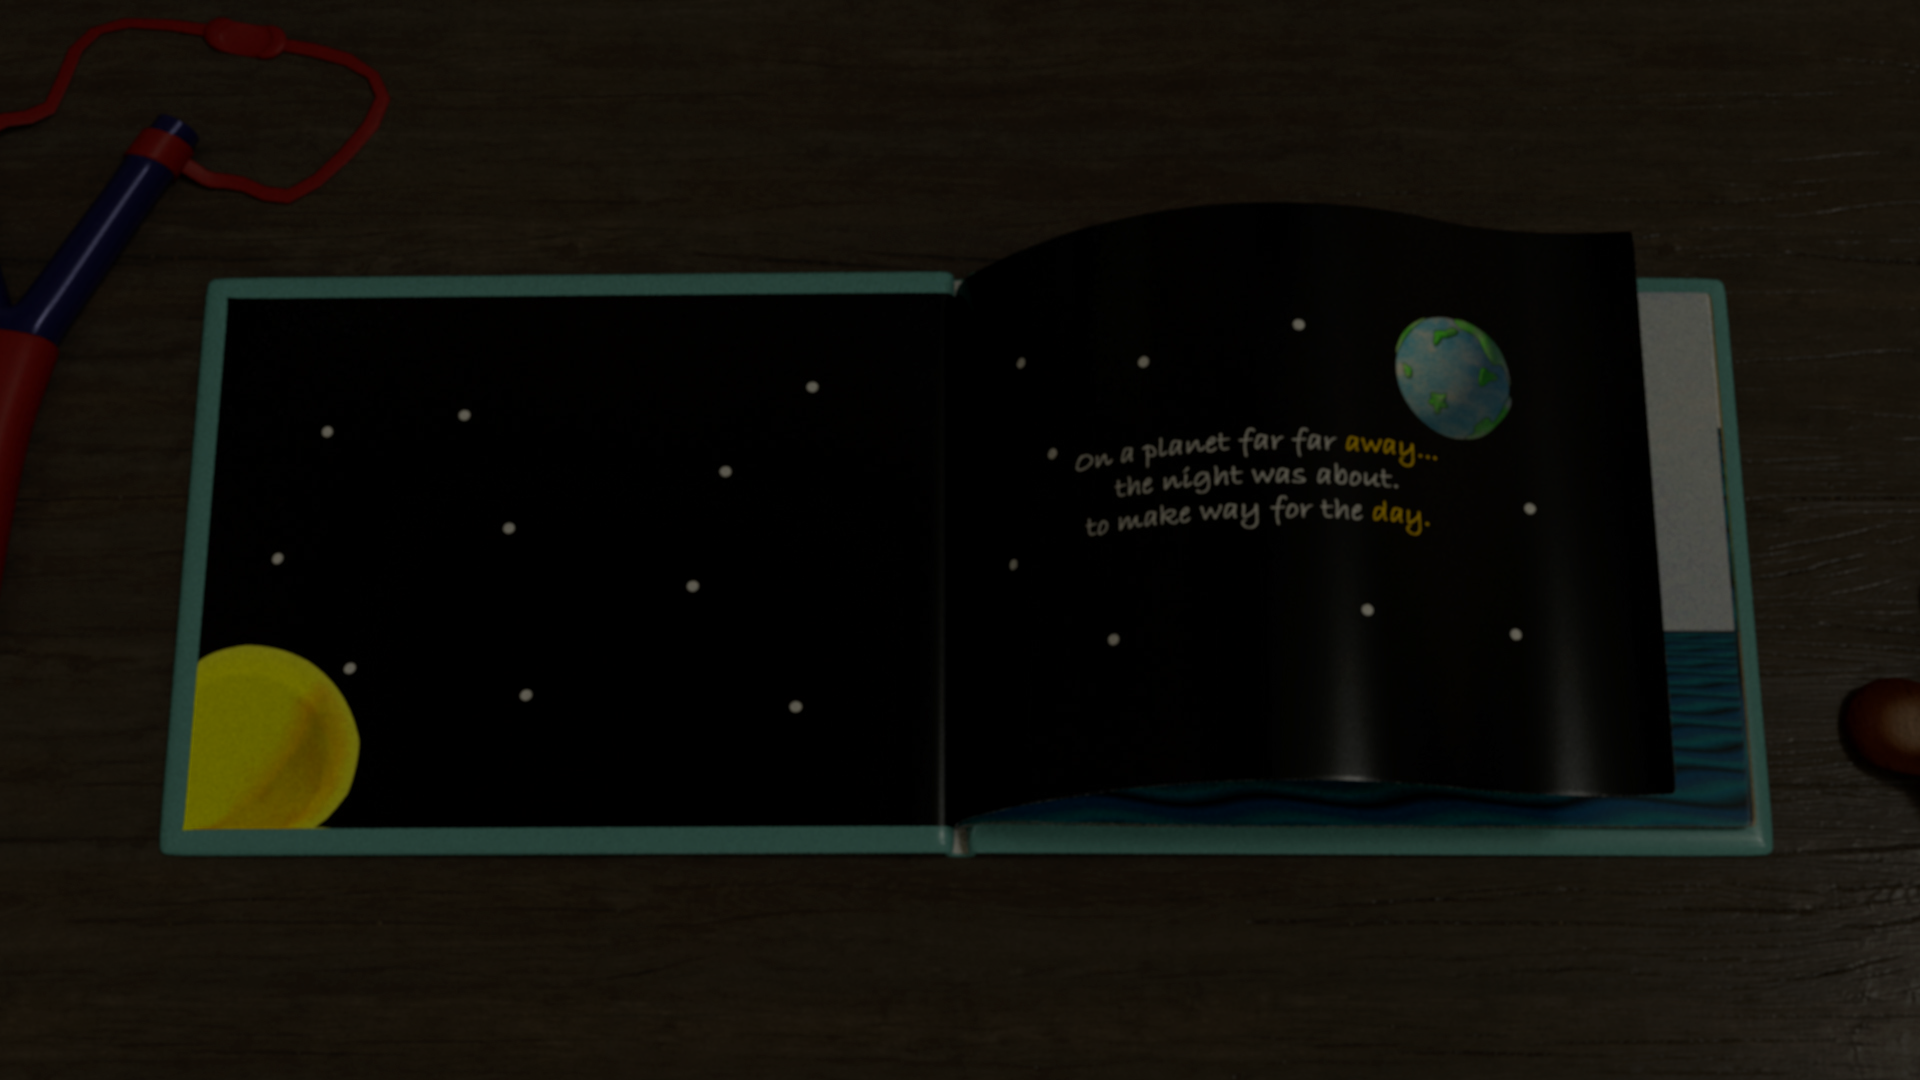 On a planet far far away...
the night was about.
to make way for the day.